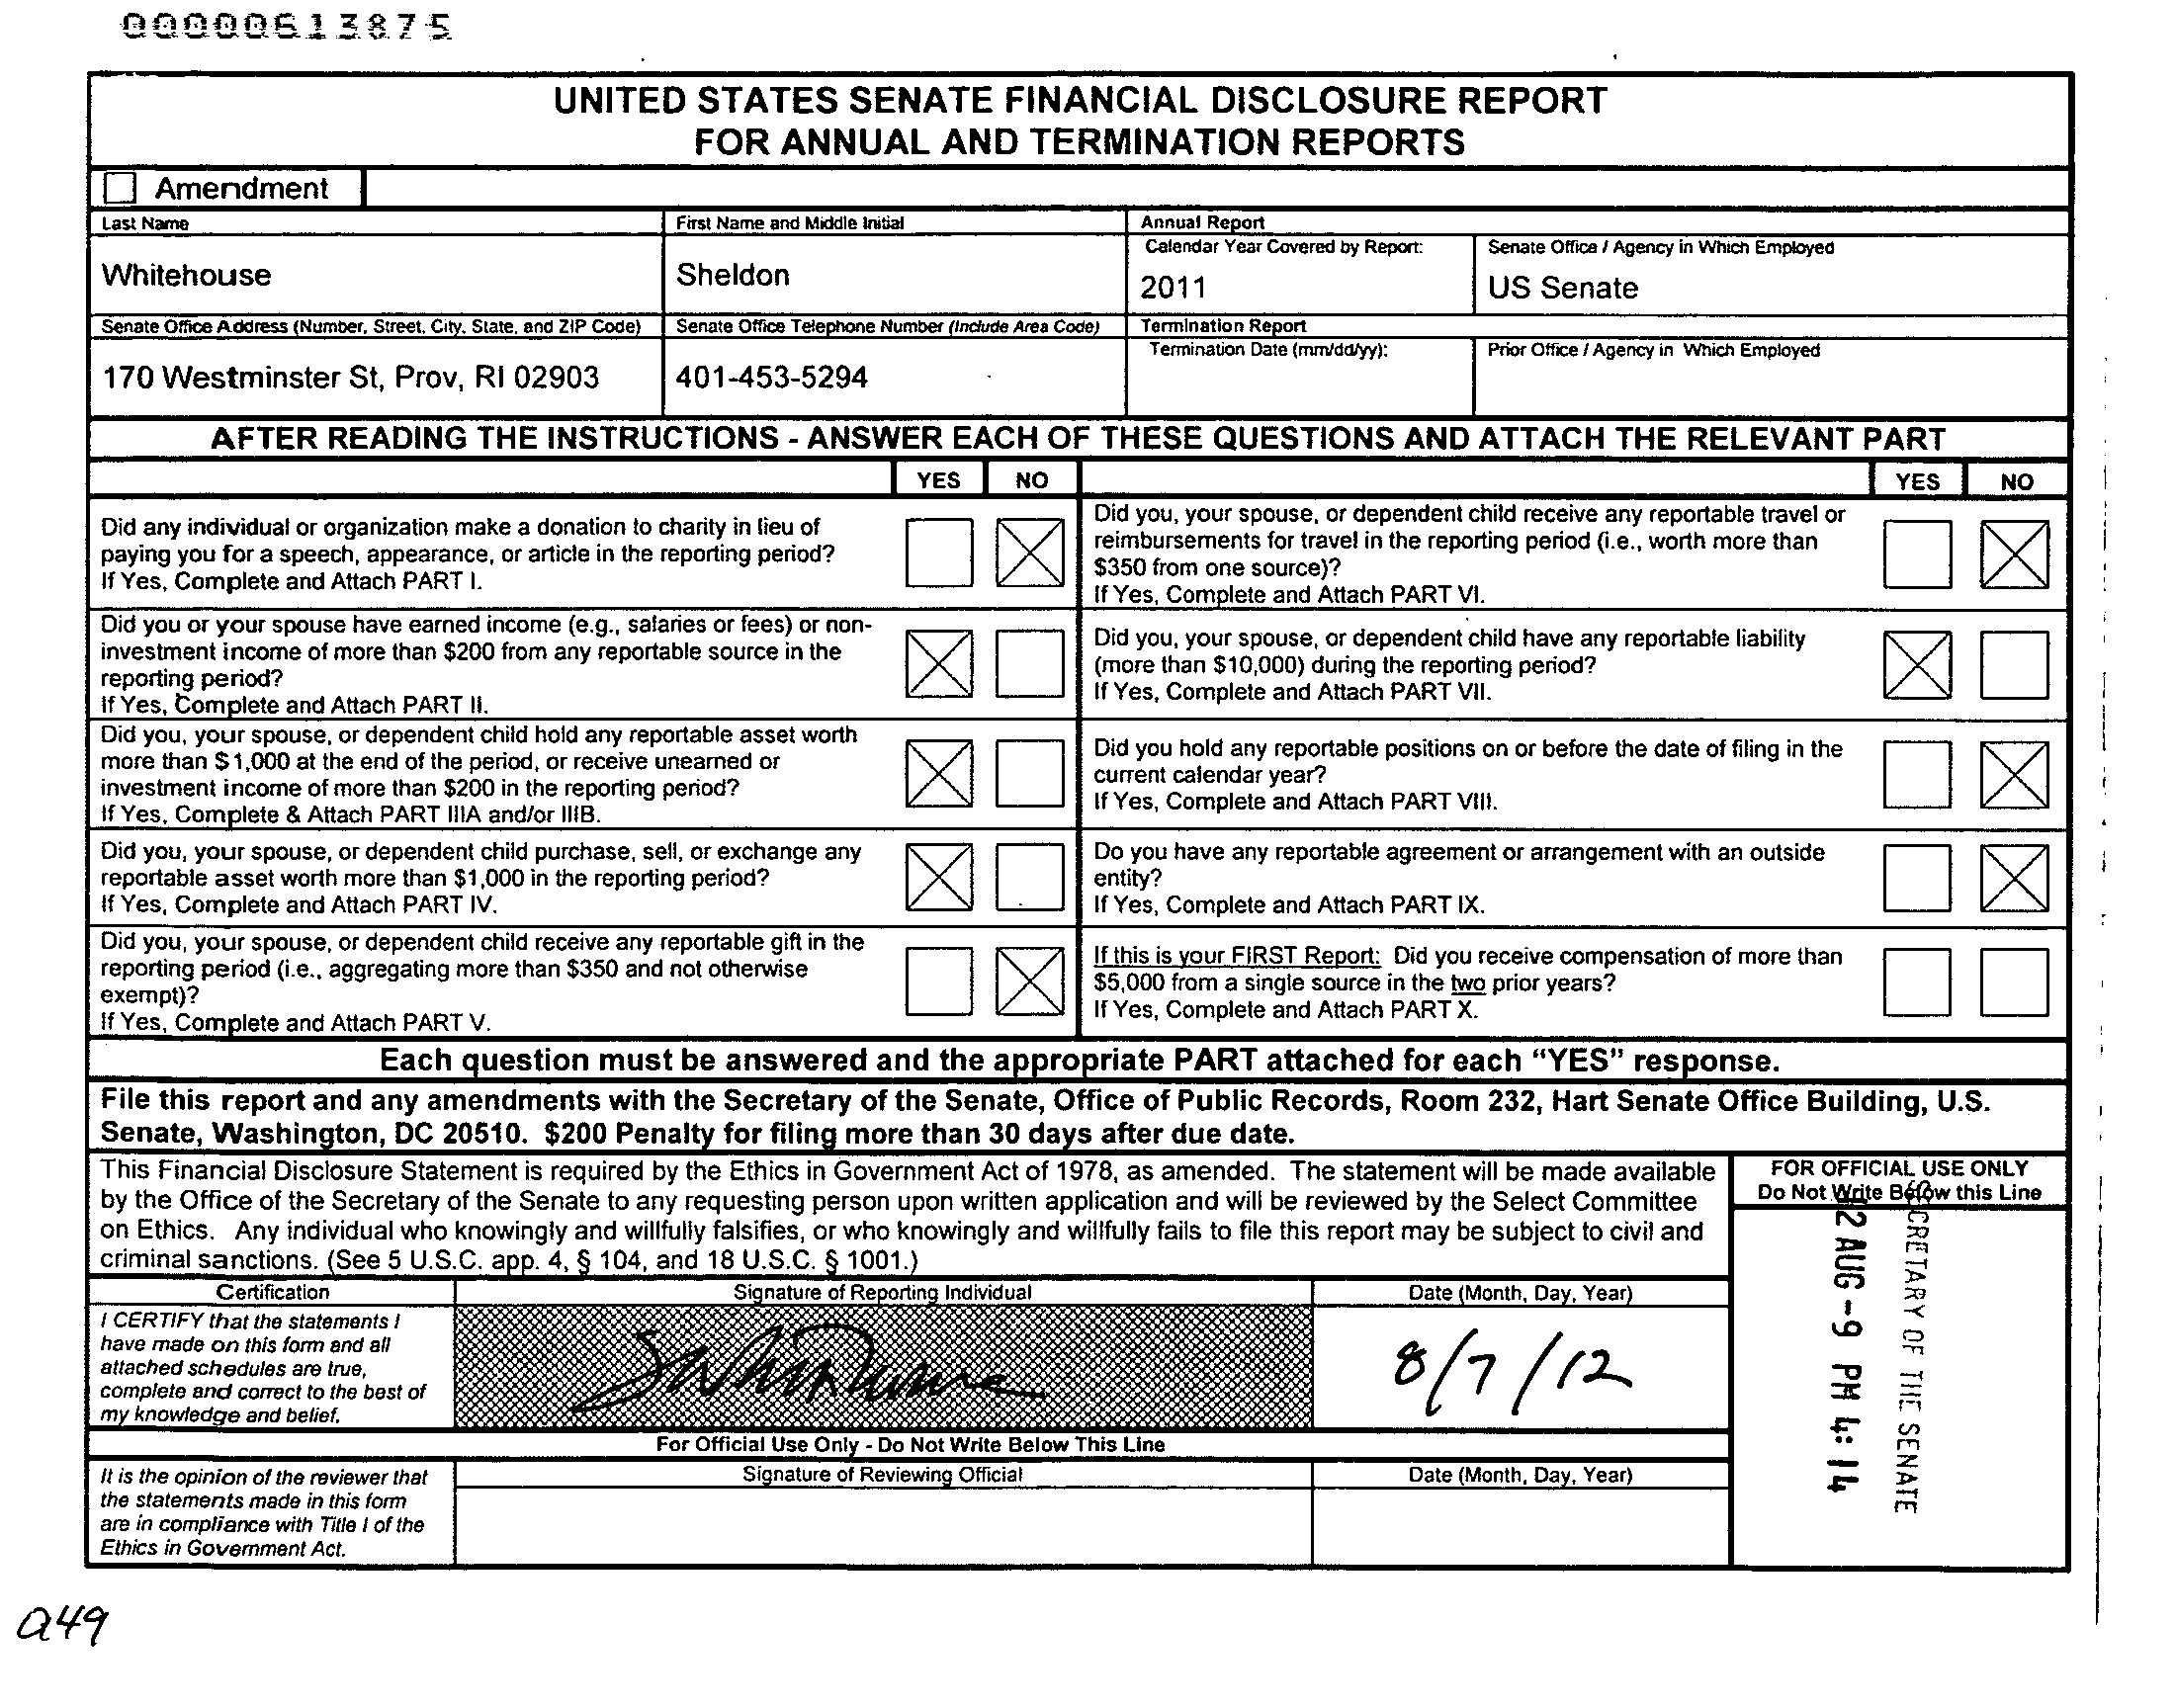 00000613875
UNITED STATES SENATE FINANCIAL DISCLOSURE REPORT
FOR ANNUAL AND TERMINATION REPORTS
Amendment
Last Name
First Name and Middle Initial
Annual Report
Calendar Year Covered by Report:
Senate Office / Agency in Which Employed
Whitehouse
Sheldon
2011
US Senate
Senate Office Address (Number, Street, City, State, and ZIP Code)
Senate Office Telephone Number (Include Area Code)
Termination Report
Termination Date (mm/dd/yy):
Prior Office / Agency in Which Employed
170 Westminster St, Prov, RI 02903
401-453-5294
AFTER READING THE INSTRUCTIONS - ANSWER EACH OF THESE QUESTIONS AND ATTACH THE RELEVANT PART
YES NO
YES NO
Did any individual or organization make a donation to charity in lieu of
paying you for a speech, appearance, or article in the reporting period?
If Yes, Complete and Attach PART I.
Did you, your spouse, or dependent child receive any reportable travel or
reimbursements for travel in the reporting period (i.e., worth more than
$350 from one source)?
If Yes, Complete and Attach PART VI.
Did you or your spouse have earned income (e.g., salaries or fees) or non-
investment income of more than $200 from any reportable source in the
reporting period?
If Yes, Complete and Attach PART II.
Did you, your spouse, or dependent child have any reportable liability
(more than $10,000) during the reporting period?
If Yes, Complete and Attach PART VII.
Did you, your spouse, or dependent child hold any reportable asset worth
more than $1,000 at the end of the period, or receive unearned or
investment income of more than $200 in the reporting period?
If Yes, Complete & Attach PART IIIA and/or IIIB.
Did you hold any reportable positions on or before the date of filing in the
current calendar year?
If Yes, Complete and Attach PART VIII.
Did you, your spouse, or dependent child purchase, sell, or exchange any
reportable asset worth more than $1,000 in the reporting period?
If Yes, Complete and Attach PART IV.
Do you have any reportable agreement or arrangement with an outside
entity?
If Yes, Complete and Attach PART IX.
Did you, your spouse, or dependent child receive any reportable gift in the
reporting period (i.e., aggregating more than $350 and not otherwise
exempt)?
If Yes, Complete and Attach PART V.
If this is your FIRST Report: Did you receive compensation of more than
$5,000 from a single source in the two prior years?
If Yes, Complete and Attach PART X.
Each question must be answered and the appropriate PART attached for each “YES” response.
File this report and any amendments with the Secretary of the Senate, Office of Public Records, Room 232, Hart Senate Office Building, U.S.
Senate, Washington, DC 20510. $200 Penalty for filing more than 30 days after due date.
This Financial Disclosure Statement is required by the Ethics in Government Act of 1978, as amended. The statement will be made available
by the Office of the Secretary of the Senate to any requesting person upon written application and will be reviewed by the Select Committee
on Ethics. Any individual who knowingly and willfully falsifies, or who knowingly and willfully fails to file this report may be subject to civil and
criminal sanctions. (See 5 U.S.C. app. 4, § 104, and 18 U.S.C. § 1001.)
FOR OFFICIAL USE ONLY
Do Not Write Below this Line
CRETARY OF THE SENATE
2 AUG -9 PM 4: 14
Certification
Signature of Reporting Individual
Date (Month, Day, Year)
I CERTIFY that the statements I
have made on this form and all
attached schedules are true,
complete and correct to the best of
my knowledge and belief.
8/7/12
For Official Use Only - Do Not Write Below This Line
It is the opinion of the reviewer that
the statements made in this form
are in compliance with Title I of the
Ethics in Government Act.
Signature of Reviewing Official
Date (Month, Day, Year)
a49